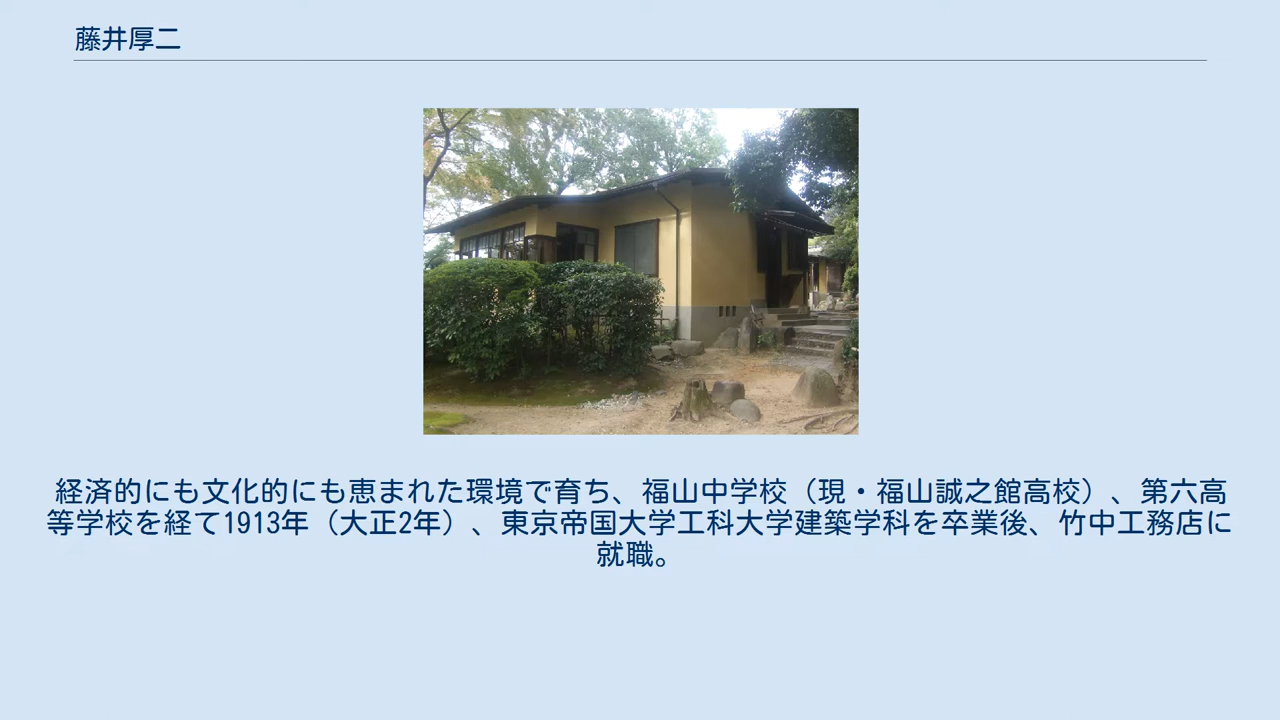 藤井厚二
経済的にも文化的にも恵まれた環境で育ち、福山中学校（現・福山誠之館高校）、第六高
等学校を経て1913年（大正2年）、東京帝国大学工科大学建築学科を卒業後、竹中工務店に
就職。